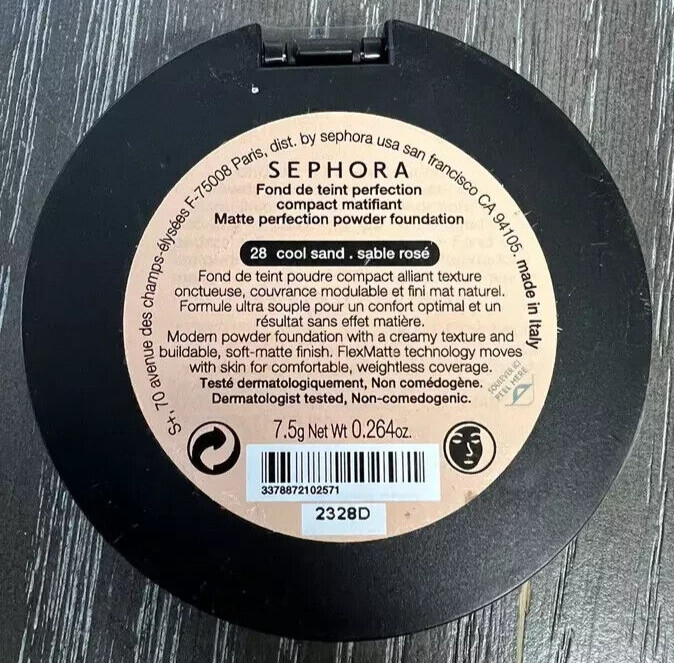 St, 70 avenue des champs-élysées F-75008 Paris, dist. by sephora usa san francisco CA 94105. made in Italy
SEPHORA
Fond de teint perfection
compact matifiant
Matte perfection powder foundation
28 cool sand . sable rosé
Fond de teint poudre compact alliant texture
onctueuse, couvrance modulable et fini mat naturel.
Formule ultra souple pour un confort optimal et un
résultat sans effet matière.
Modern powder foundation with a creamy texture and
buildable, soft-matte finish. FlexMatte technology moves
with skin for comfortable, weightless coverage.
Testé dermatologiquement, Non comédogène.
Dermatologist tested, Non-comedogenic.
SOULEVER ICI
PEEL HERE
7.5g Net Wt 0.264oz.
3378872102571
2328D